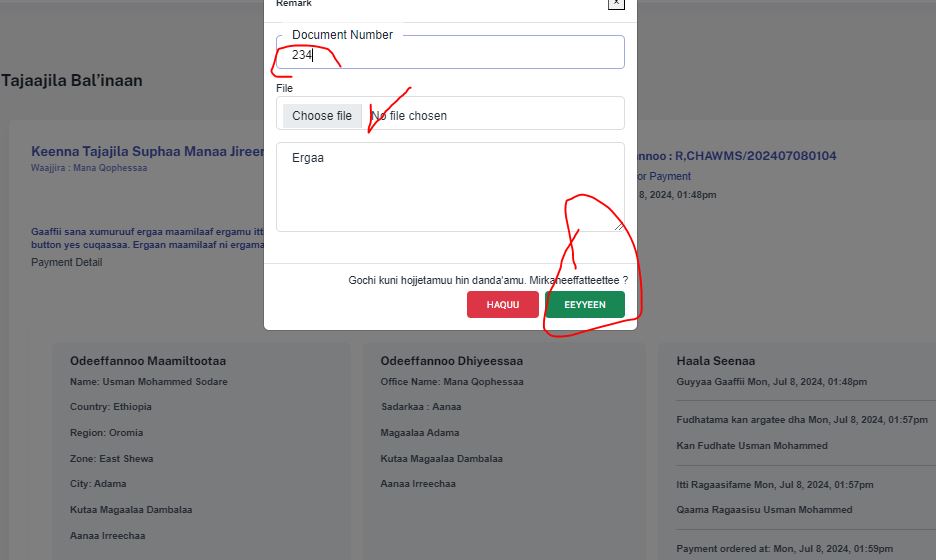 Remark
x
Document Number
234
File
Choose file No file chosen
Ergaa
Gochi kuni hojjetamuu hin danda'amu. Mirkaneeffatteettee ?
HAQUU
EEYYEEN
Tajaajila Bal'inaan
Keenna Tajajila Suphaa Manaa Jireen
Waajjira : Mana Qophessaa
nnoo : R,CHAWMS/202407080104
or Payment
8, 2024, 01:48pm
Gaaffii sana xumuruuf ergaa maamilaaf ergamu itti
button yes cuqaasaa. Ergaan maamilaaf ni ergama
Payment Detail
Odeeffannoo Maamiltootaa
Name: Usman Mohammed Sodare
Country: Ethiopia
Region: Oromia
Zone: East Shewa
City: Adama
Kutaa Magaalaa Dambalaa
Aanaa Irreechaa
Odeeffannoo Dhiyeessaa
Office Name: Mana Qophessaa
Sadarkaa : Aanaa
Magaalaa Adama
Kutaa Magaalaa Dambalaa
Aanaa Irreechaa
Haala Seenaa
Guyyaa Gaaffii Mon, Jul 8, 2024, 01:48pm
Fudhatama kan argatee dha Mon, Jul 8, 2024, 01:57pm
Kan Fudhate Usman Mohammed
Itti Ragaasifame Mon, Jul 8, 2024, 01:57pm
Qaama Ragaasisu Usman Mohammed
Payment ordered at: Mon, Jul 8, 2024, 01:59pm